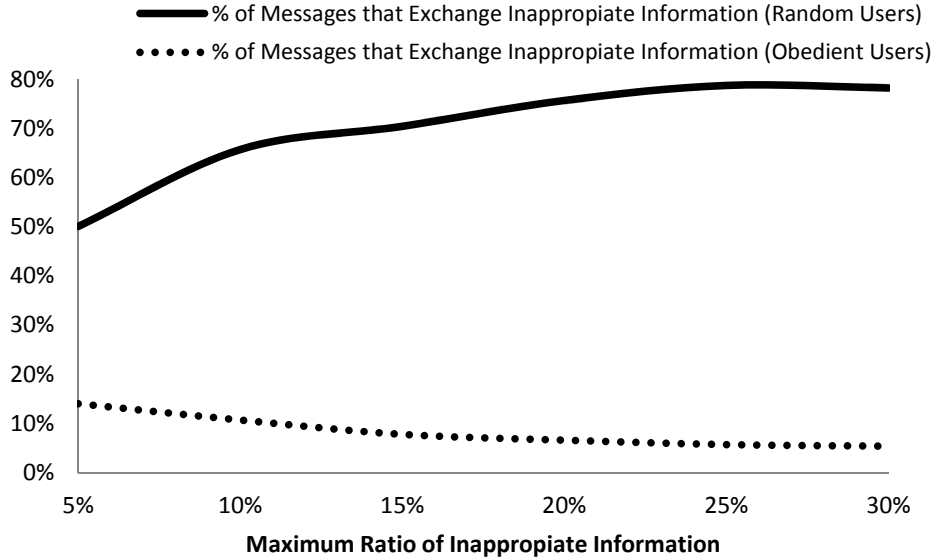 % of Messages that Exchange Inappropiate Information (Random Users)
% of Messages that Exchange Inappropiate Information (Obedient Users)
80%
70%
60%
50%
40%
30%
20%
10%
0%
5% 10% 15% 20% 25% 30%
Maximum Ratio of Inappropiate Information